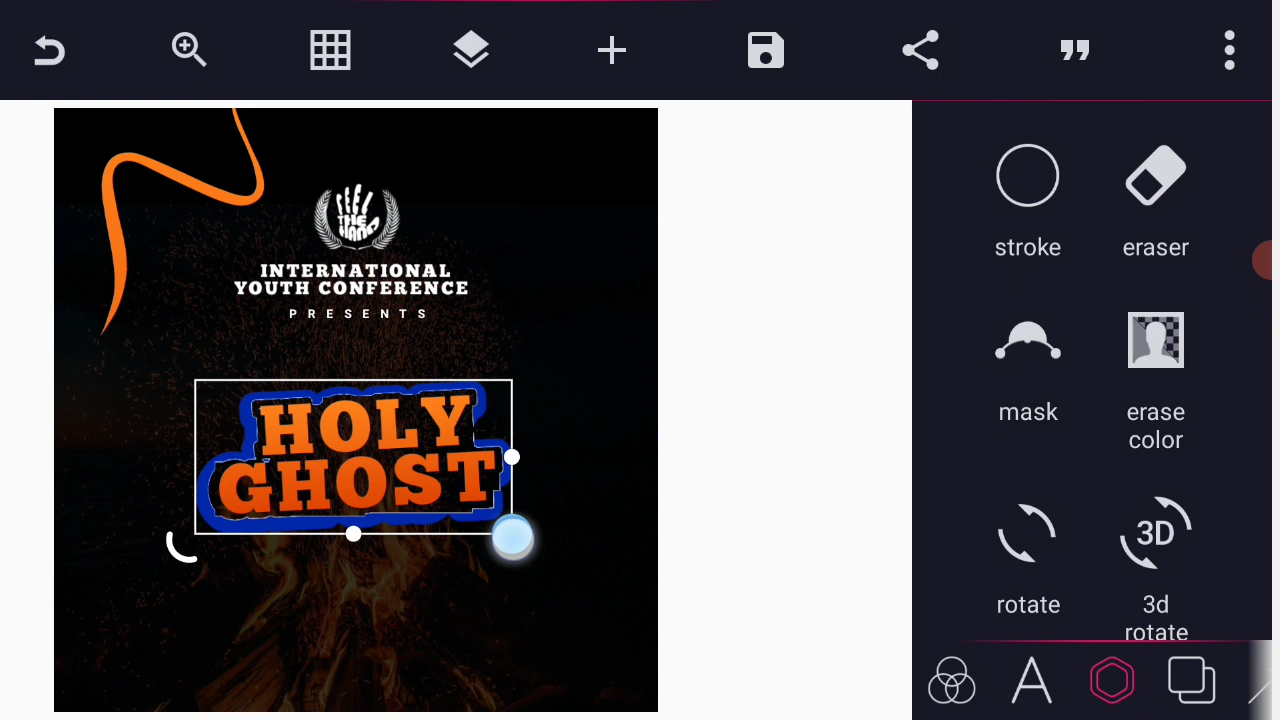 FEEL
THE
HAND
INTERNATIONAL
YOUTH CONFERENCE
PRESENTS
HOLY
GHOST
stroke
eraser
mask
erase
color
rotate
3D
3d
rotate